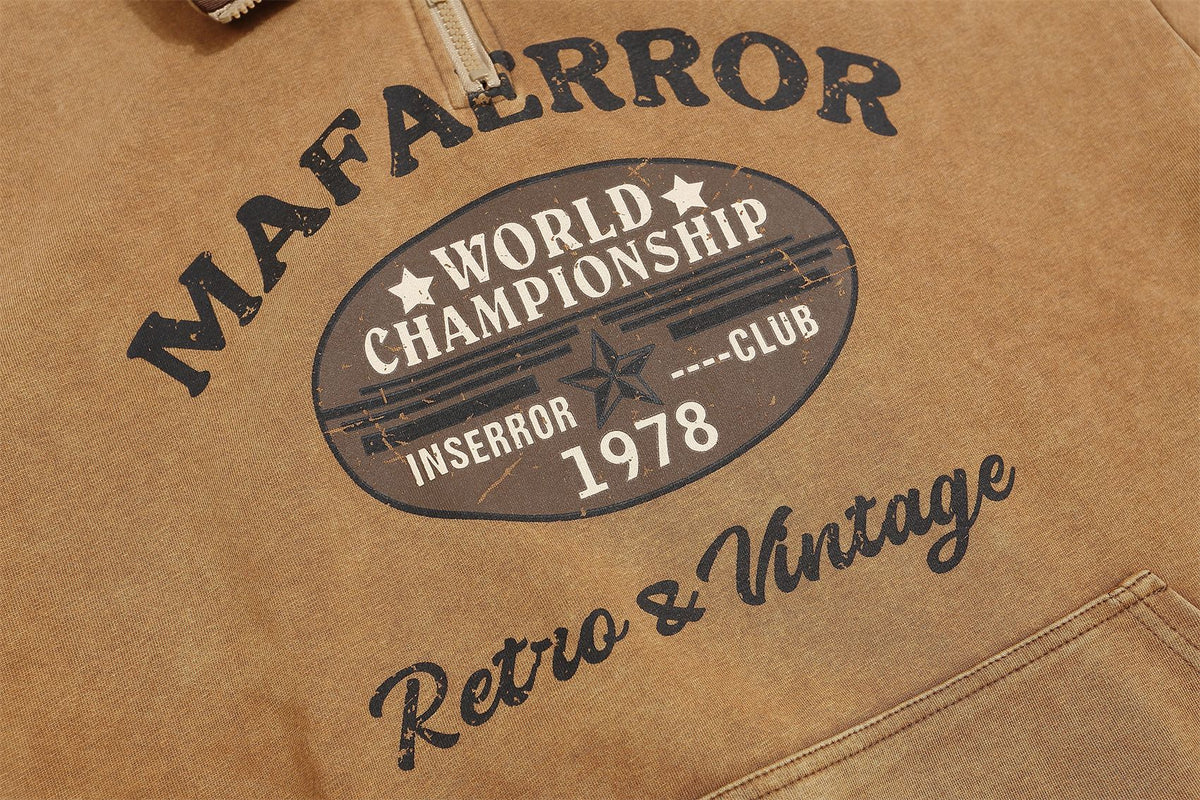 MAFAERROR
WORLD
CHAMPIONSHIP
INSERROR ----CLUB
1978
Retro & Vintage